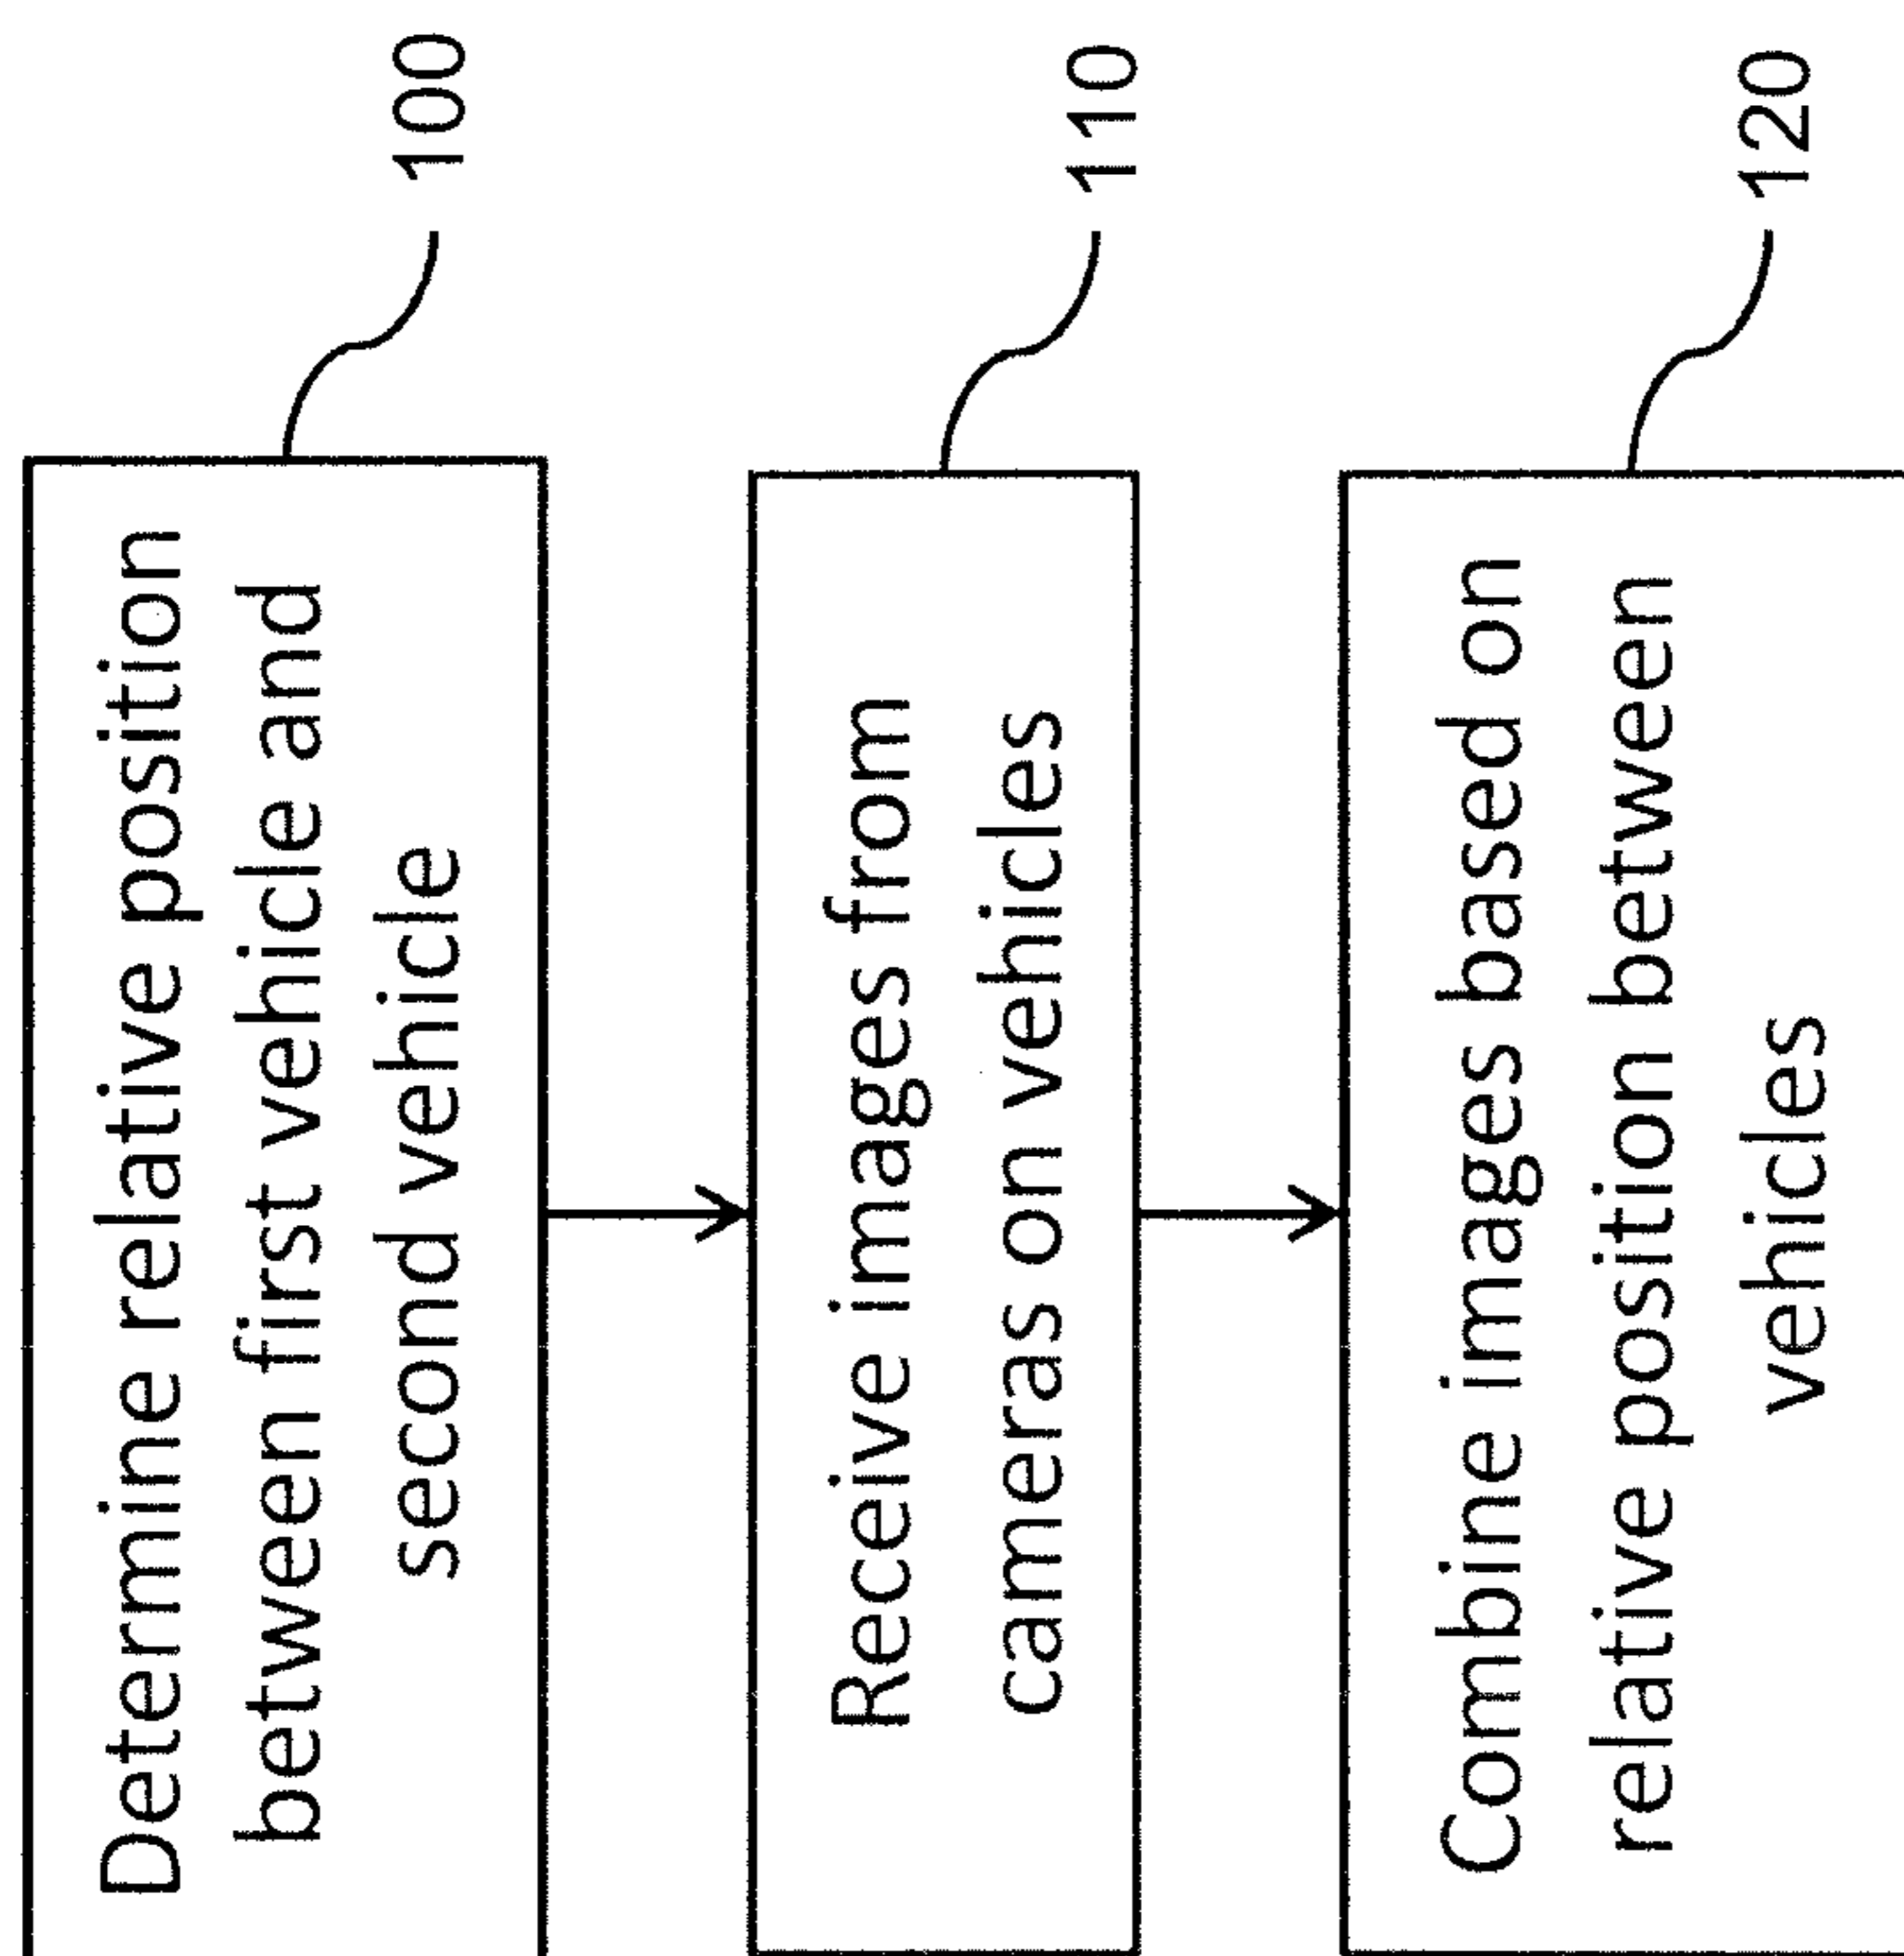 Determine relative position
between first vehicle and
second vehicle
100
Receive images from
cameras on vehicles
110
Combine images based on
relative position between
vehicles
120